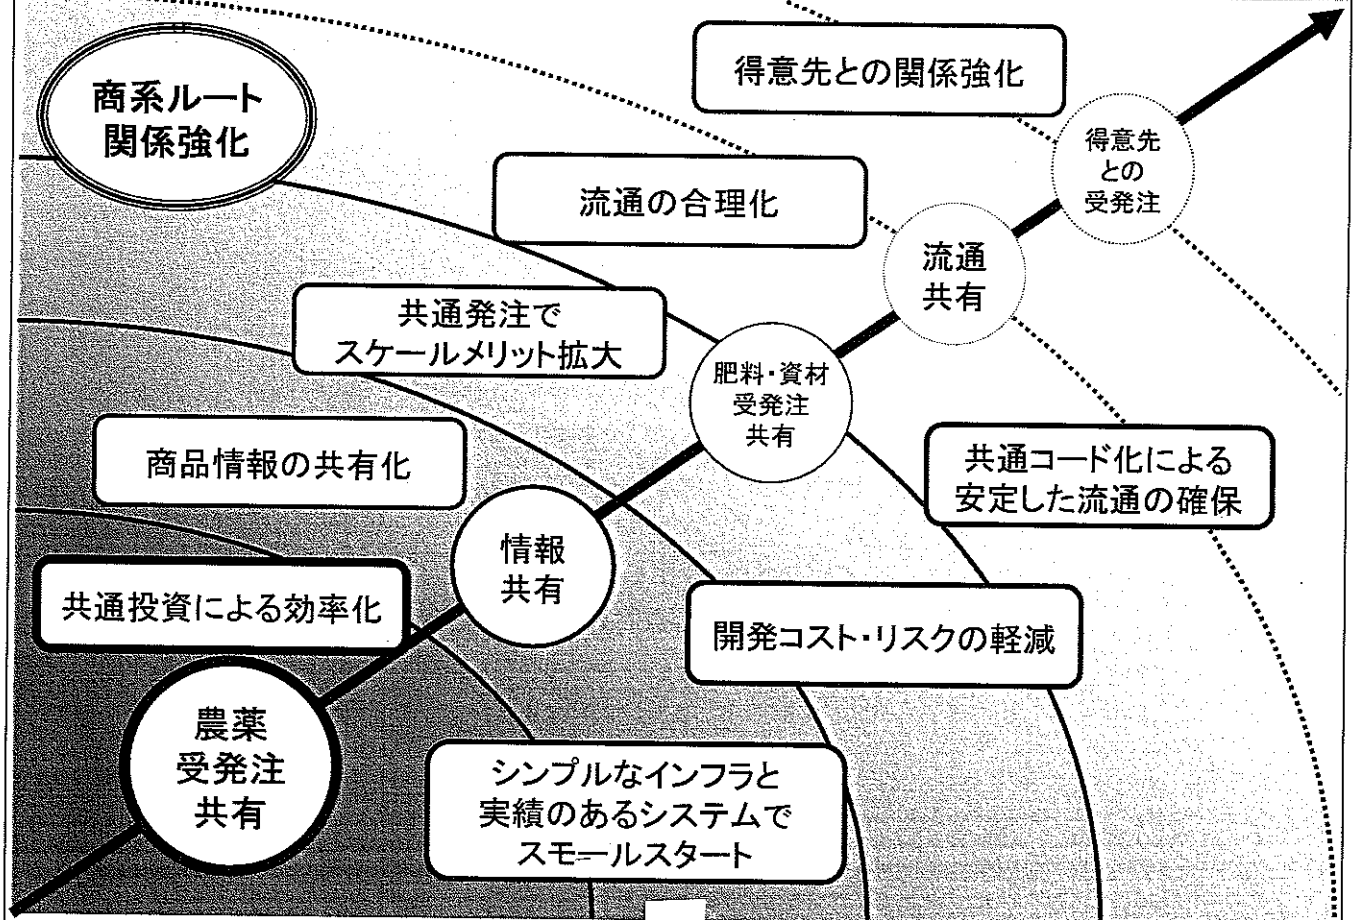 商系ルート
関係強化
得意先との関係強化
得意先
との
受発注
流通の合理化
流通
共有
共通発注で
スケールメリット拡大
肥料・資材
受発注
共有
商品情報の共有化
共通コード化による
安定した流通の確保
情報
共有
共通投資による効率化
開発コスト・リスクの軽減
農薬
受発注
共有
シンプルなインフラと
実績のあるシステムで
スモールスタート